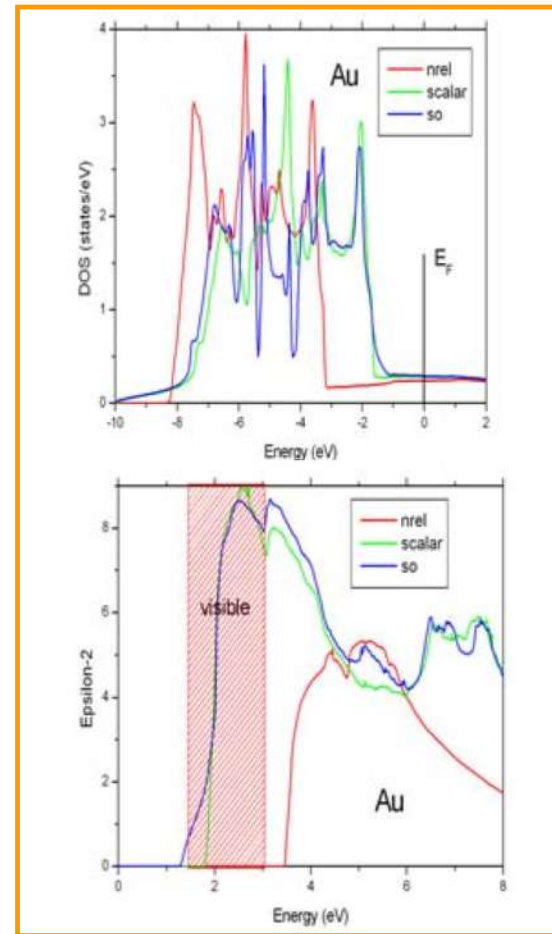 4
3
2
1
0
DOS (states/eV)
Au
nrel
scalar
so
E_F
-10
-8
-6
-4
-2
0
2
Energy (eV)
8
6
4
2
0
Epsilon-2
visible
nrel
scalar
so
Au
0
2
4
6
8
Energy (eV)